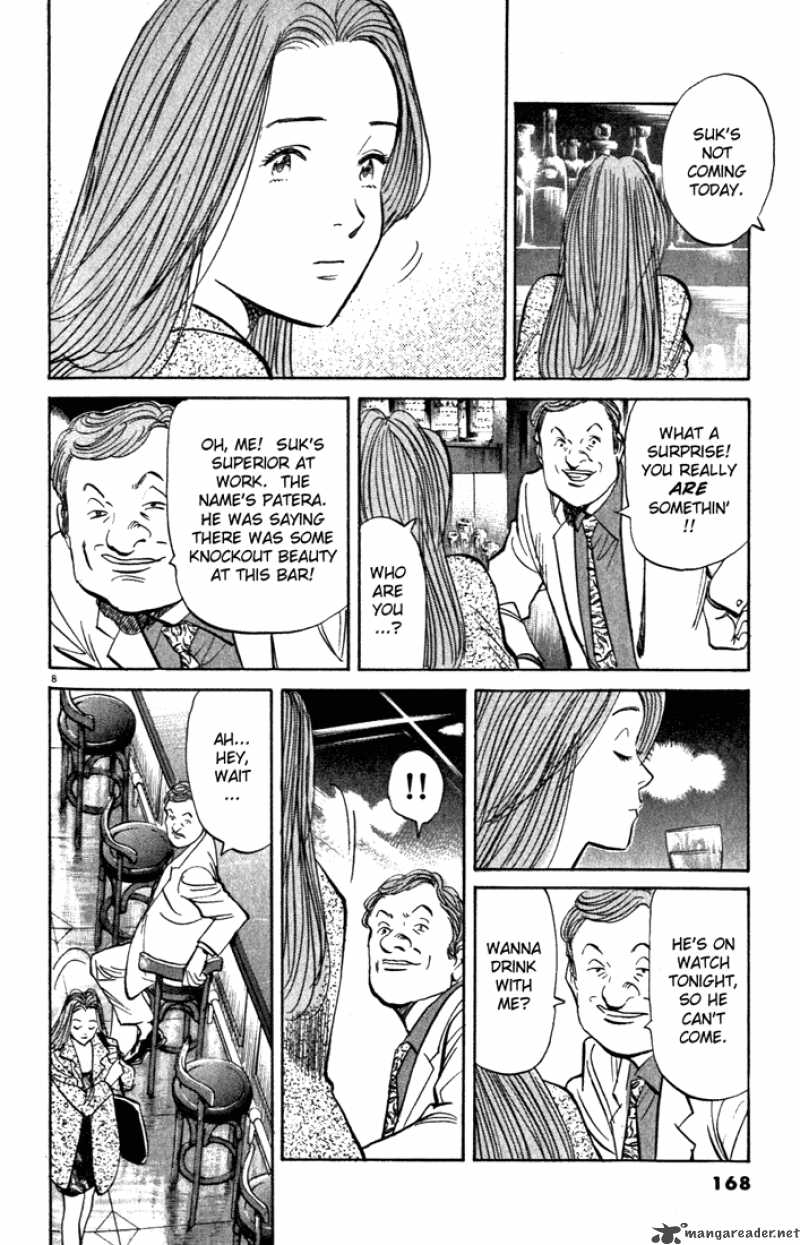 SUK'S
NOT
COMING
TODAY.
WHAT A
SURPRISE!
YOU REALLY
ARE
SOMETHIN'
!!
WHO
ARE
YOU
...?
OH, ME! SUK'S
SUPERIOR AT
WORK. THE
NAME'S PATERA.
HE WAS SAYING
THERE WAS SOME
KNOCKOUT BEAUTY
AT THIS BAR!
8
HE'S ON
WATCH
TONIGHT,
SO HE
CAN'T
COME.
WANNA
DRINK
WITH
ME?
!!
AH...
HEY,
WAIT
...
168
mangareader.net